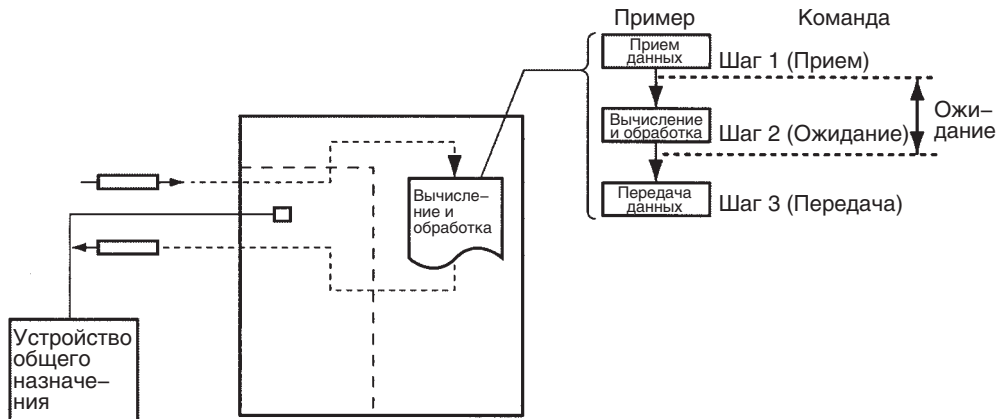 Пример
Команда
Прием
данных
Шаг 1 (Прием)
Вычисление
и обработка
Шаг 2 (Ожидание)
Ожи–
дание
Передача
данных
Шаг 3 (Передача)
Вычисле–
ние и
обработка
Устройство
общего
назначе–
ния